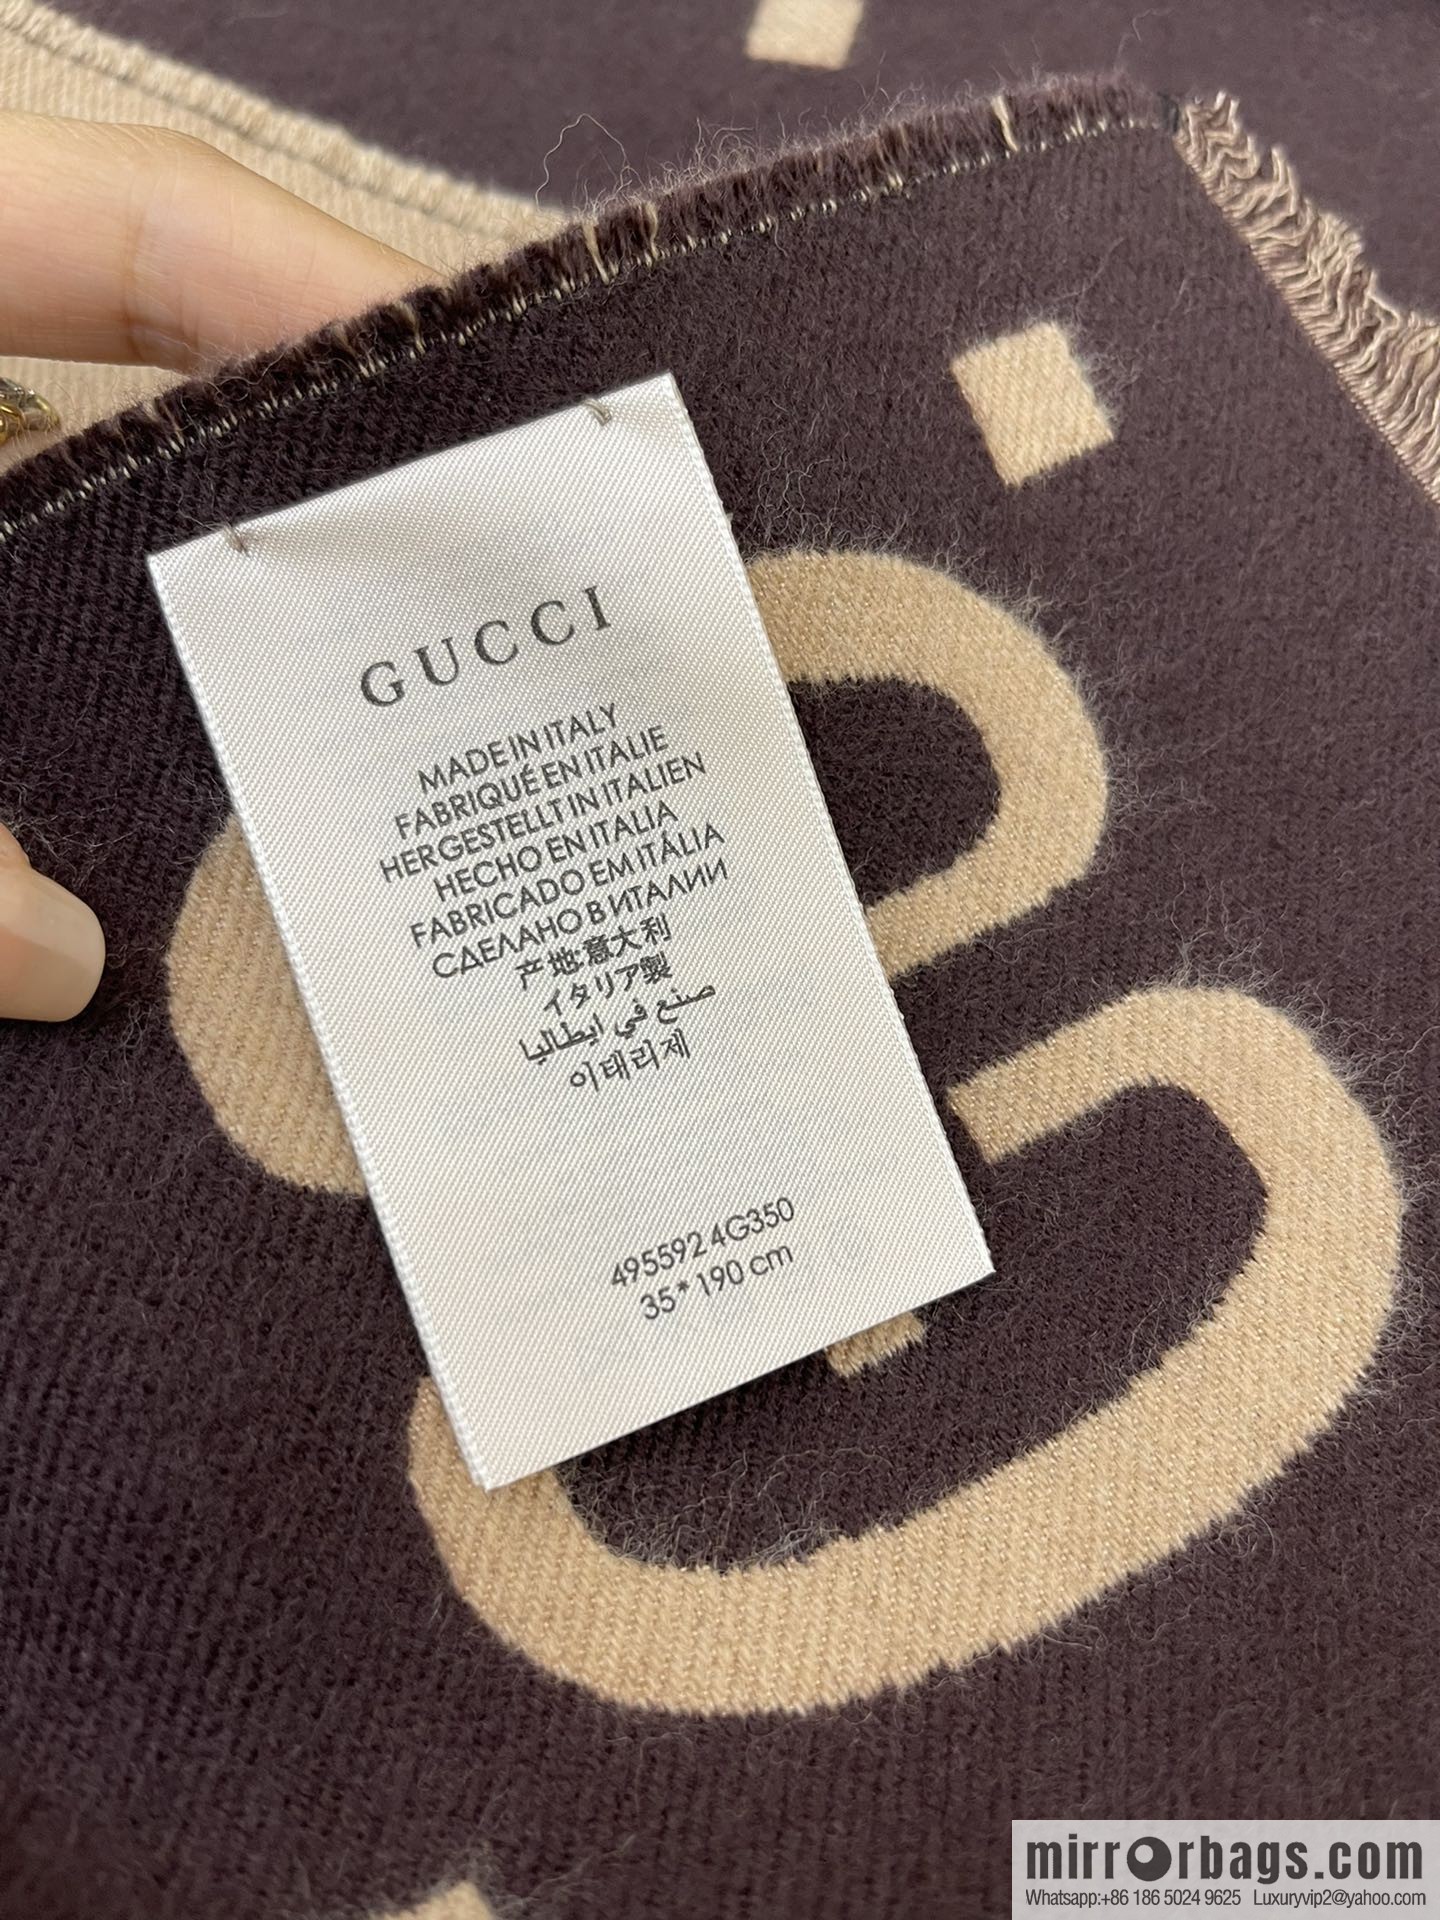 GUCCI
MADE IN ITALY
FABRIQUÉ EN ITALIE
HERGESTELLT IN ITALIEN
HECHO EN ITALIA
FABRICADO EM ITÁLIA
СДЕЛАНО В ИТАЛИИ
产地:意大利
イタリア製
صنع في ايطاليا
이태리제
495592 4G350
35*190 cm
mirrorbags.com
Whatsapp:+86 186 5024 9625 Luxuryvip2@yahoo.com